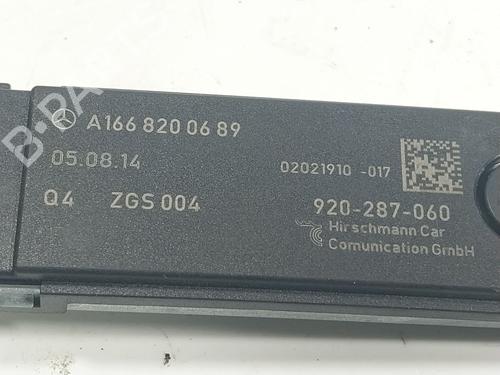 A166 820 06 89
05.08.14
02021910 -017
Q4 ZGS 004
920-287-060
Hirschmann Car
Comunication GmbH
B-PARTS